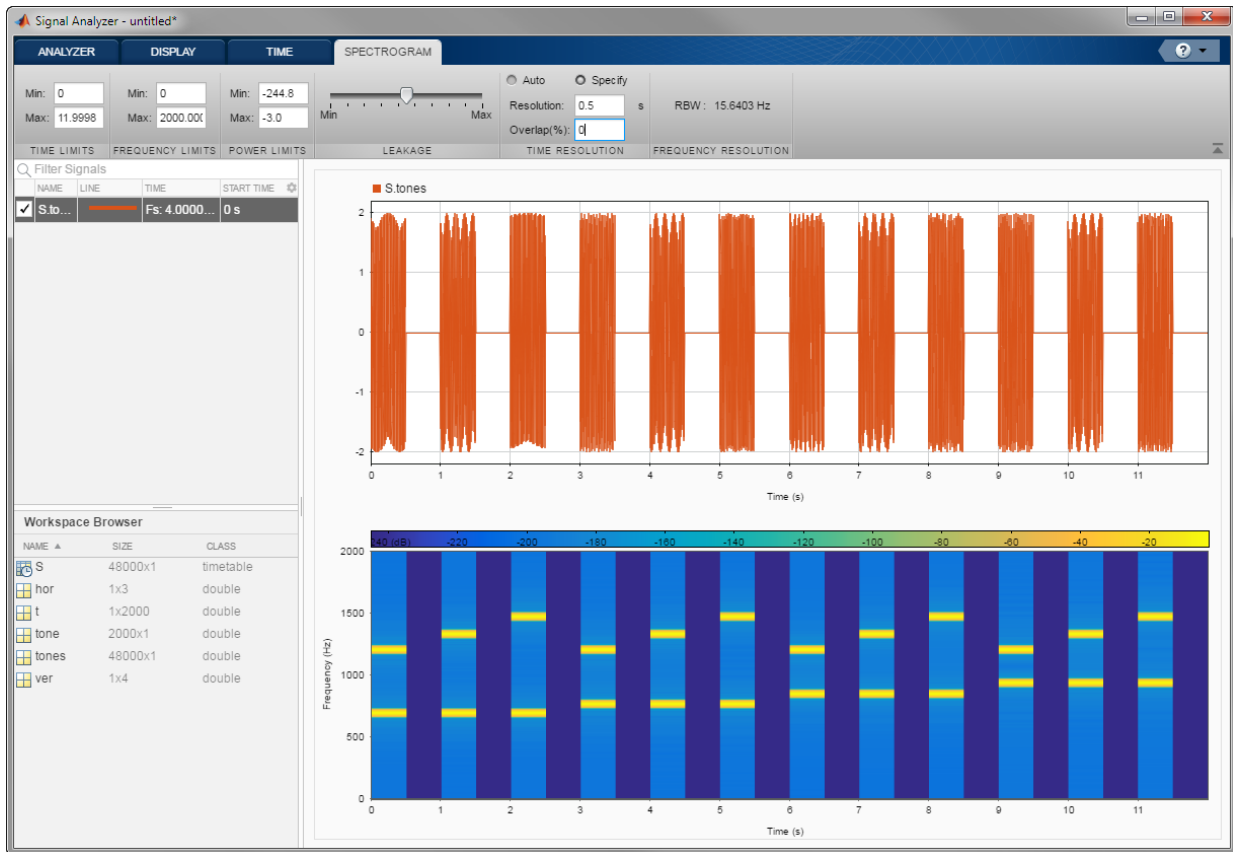 Signal Analyzer - untitled*
ANALYZER DISPLAY TIME SPECTROGRAM ?
Auto Specify
Min: 0 Min: 0 Min: -244.8 Min Max Resolution: 0.5 s RBW : 15.6403 Hz
Max: 11.9998 Max: 2000.00( Max: -3.0 Overlap(%): 0
TIME LIMITS FREQUENCY LIMITS POWER LIMITS LEAKAGE TIME RESOLUTION FREQUENCY RESOLUTION
Filter Signals
NAME LINE TIME START TIME
S.to... Fs: 4.0000... 0 s
S.tones
2
1
0
-1
-2
0 1 2 3 4 5 6 7 8 9 10 11
Time (s)
Workspace Browser
NAME SIZE CLASS
S 48000x1 timetable
hor 1x3 double
t 1x2000 double
tone 2000x1 double
tones 48000x1 double
ver 1x4 double
240 (dB) -220 -200 -180 -160 -140 -120 -100 -80 -60 -40 -20
2000
1500
1000
500
0
Frequency (Hz)
0 1 2 3 4 5 6 7 8 9 10 11
Time (s)